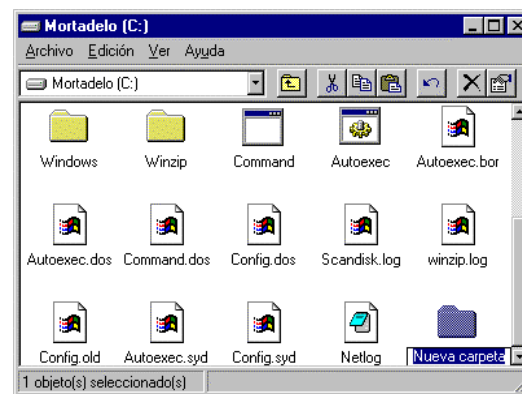 Mortadelo (C:)
Archivo Edición Ver Ayuda
Mortadelo (C:)
Windows Winzip Command Autoexec Autoexec.bor
Autoexec.dos Command.dos Config.dos Scandisk.log winzip.log
Config.old Autoexec.syd Config.syd Netlog Nueva carpeta
1 objeto(s) seleccionado(s)